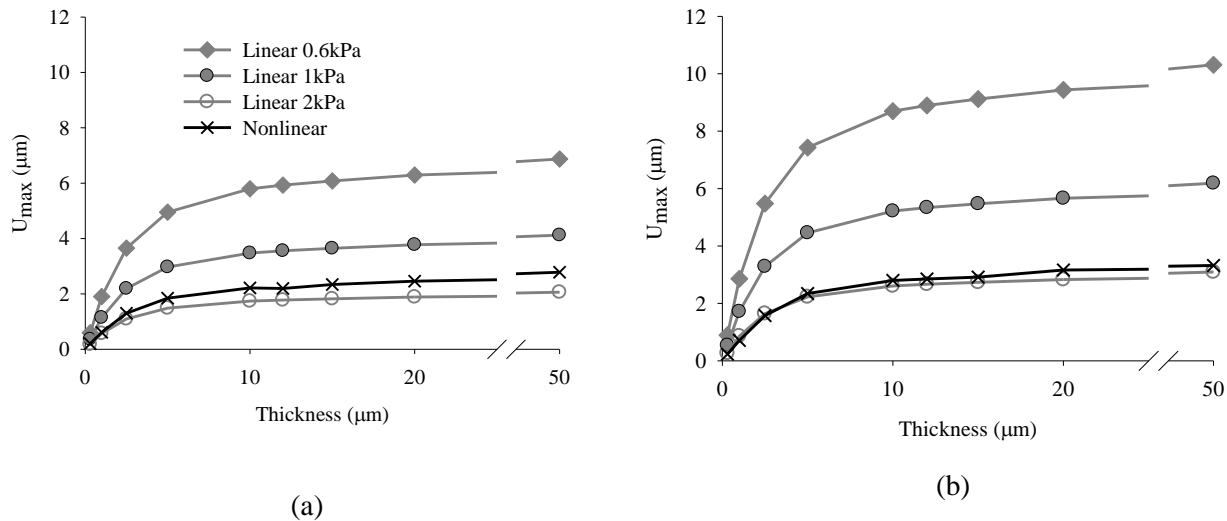 12
10
8
6
4
2
0
Umax (μm)
Linear 0.6kPa
Linear 1kPa
Linear 2kPa
Nonlinear
0
10
20
50
Thickness (μm)
(a)
12
10
8
6
4
2
0
Umax (μm)
0
10
20
50
Thickness (μm)
(b)